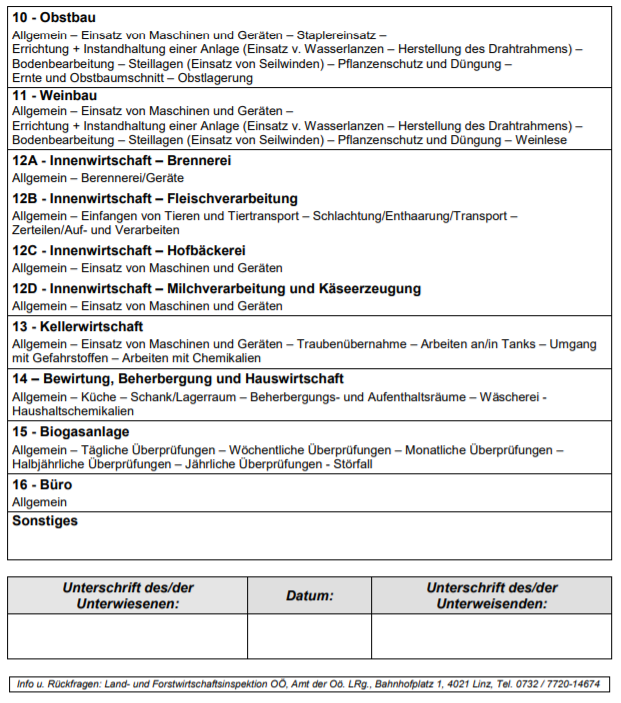 10 - Obstbau
Allgemein – Einsatz von Maschinen und Geräten – Staplereinsatz –
Errichtung + Instandhaltung einer Anlage (Einsatz v. Wasserlanzen – Herstellung des Drahtrahmens) –
Bodenbearbeitung – Steillagen (Einsatz von Seilwinden) – Pflanzenschutz und Düngung –
Ernte und Obstbaumschnitt – Obstlagerung
11 - Weinbau
Allgemein – Einsatz von Maschinen und Geräten –
Errichtung + Instandhaltung einer Anlage (Einsatz v. Wasserlanzen – Herstellung des Drahtrahmens) –
Bodenbearbeitung – Steillagen (Einsatz von Seilwinden) – Pflanzenschutz und Düngung – Weinlese
12A - Innenwirtschaft – Brennerei
Allgemein – Berennerei/Geräte
12B - Innenwirtschaft – Fleischverarbeitung
Allgemein – Einfangen von Tieren und Tiertransport – Schlachtung/Enthaarung/Transport –
Zerteilen/Auf- und Verarbeiten
12C - Innenwirtschaft – Hofbäckerei
Allgemein – Einsatz von Maschinen und Geräten
12D - Innenwirtschaft – Milchverarbeitung und Käseerzeugung
Allgemein – Einsatz von Maschinen und Geräten
13 - Kellerwirtschaft
Allgemein – Einsatz von Maschinen und Geräten – Traubenübernahme – Arbeiten an/in Tanks – Umgang
mit Gefahrstoffen – Arbeiten mit Chemikalien
14 – Bewirtung, Beherbergung und Hauswirtschaft
Allgemein – Küche – Schank/Lagerraum – Beherbergungs- und Aufenthaltsräume – Wäscherei -
Haushaltschemikalien
15 - Biogasanlage
Allgemein – Tägliche Überprüfungen – Wöchentliche Überprüfungen – Monatliche Überprüfungen –
Halbjährliche Überprüfungen – Jährliche Überprüfungen - Störfall
16 - Büro
Allgemein
Sonstiges
Unterschrift des/der
Unterwiesenen:
Datum:
Unterschrift des/der
Unterweisenden:
Info u. Rückfragen: Land- und Forstwirtschaftsinspektion OÖ, Amt der Oö. LRg., Bahnhofplatz 1, 4021 Linz, Tel. 0732 / 7720-14674